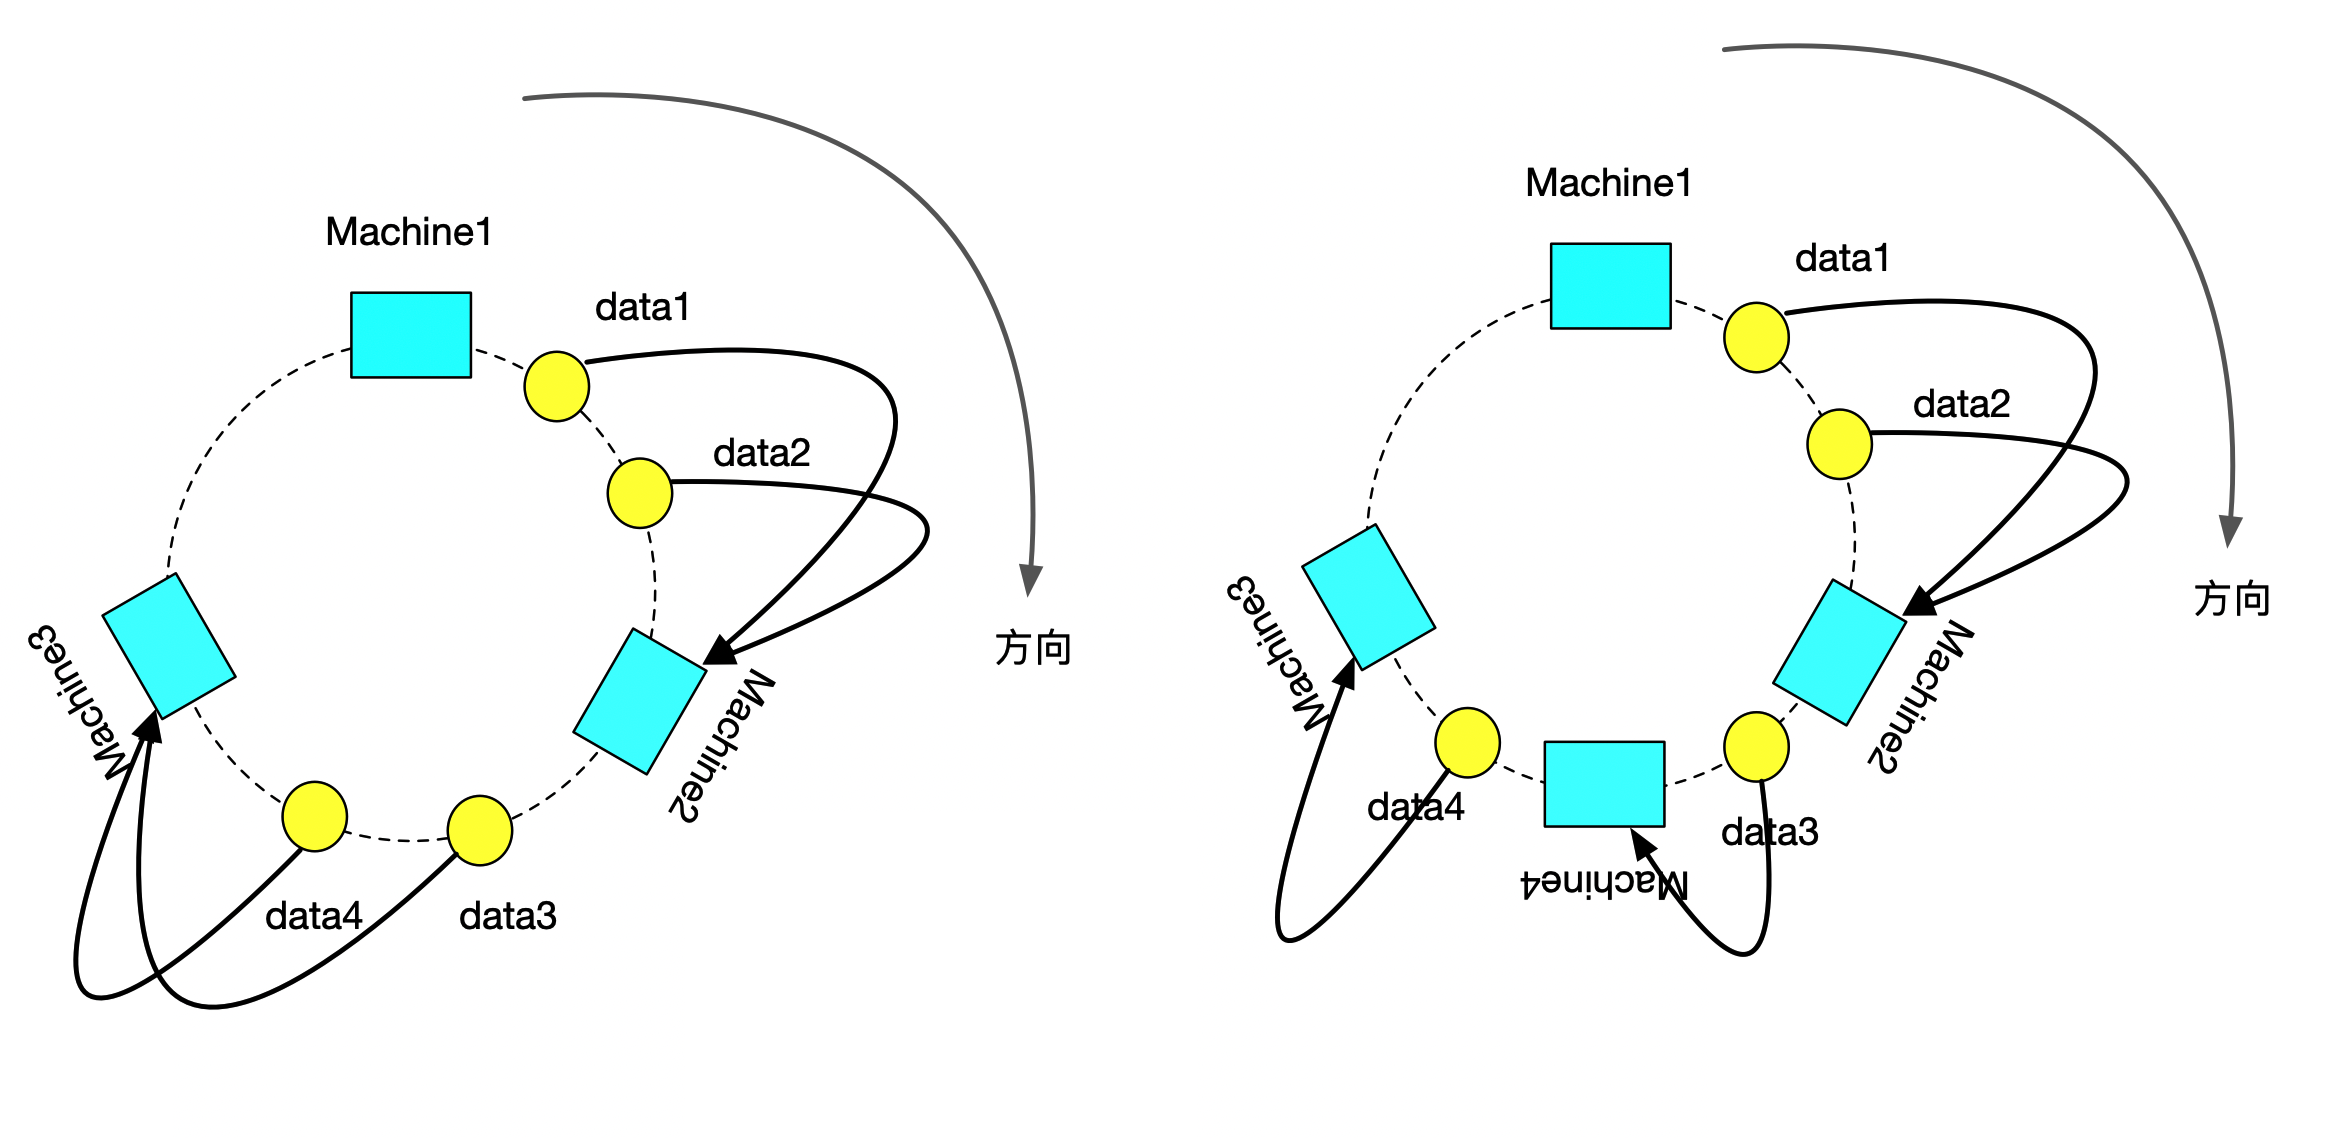 Machine1
data1
data2
方向
Machine3
Machine2
data4
data3
Machine1
data1
data2
方向
Machine3
Machine2
data4
data3
Machine4